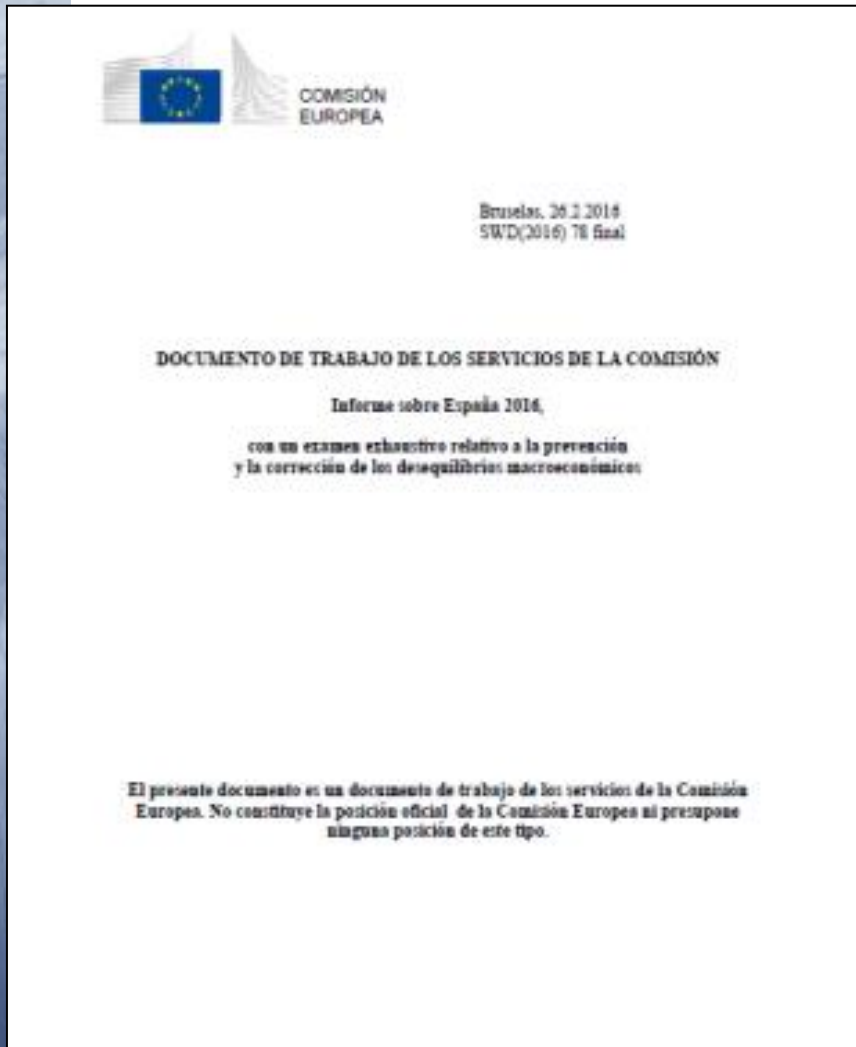 COMISIÓN
EUROPEA
Bruselas, 26.2.2016
SWD(2016) 78 final
DOCUMENTO DE TRABAJO DE LOS SERVICIOS DE LA COMISIÓN
Informe sobre España 2016,
con un examen exhaustivo relativo a la prevención
y la corrección de los desequilibrios macroeconómicos
El presente documento es un documento de trabajo de los servicios de la Comisión
Europea. No constituye la posición oficial de la Comisión Europea ni presupone
ninguna posición de este tipo.